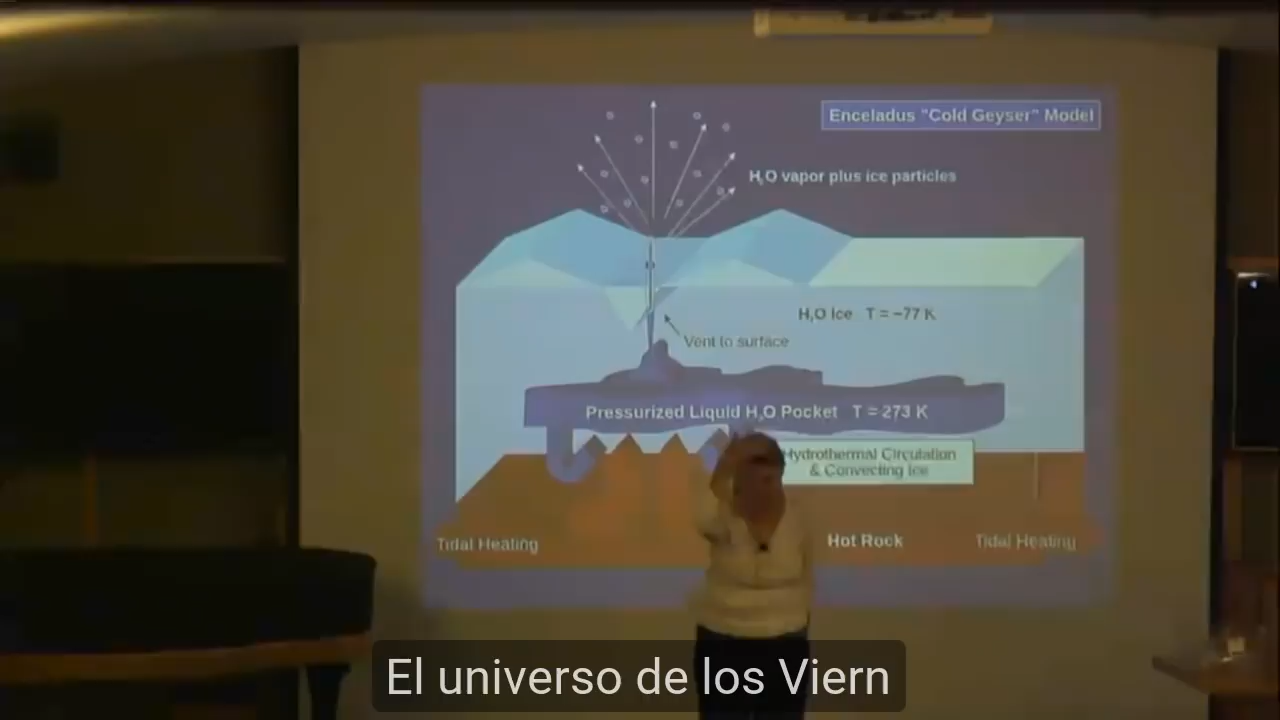 Enceladus "Cold Geyser" Model
H₂O vapor plus ice particles
H₂O Ice T = ~77 K
Vent to surface
Pressurized Liquid H₂O Pocket T = 273 K
Hydrothermal Circulation
& Convecting Ice
Tidal Heating
Hot Rock
Tidal Heating
El universo de los Viern